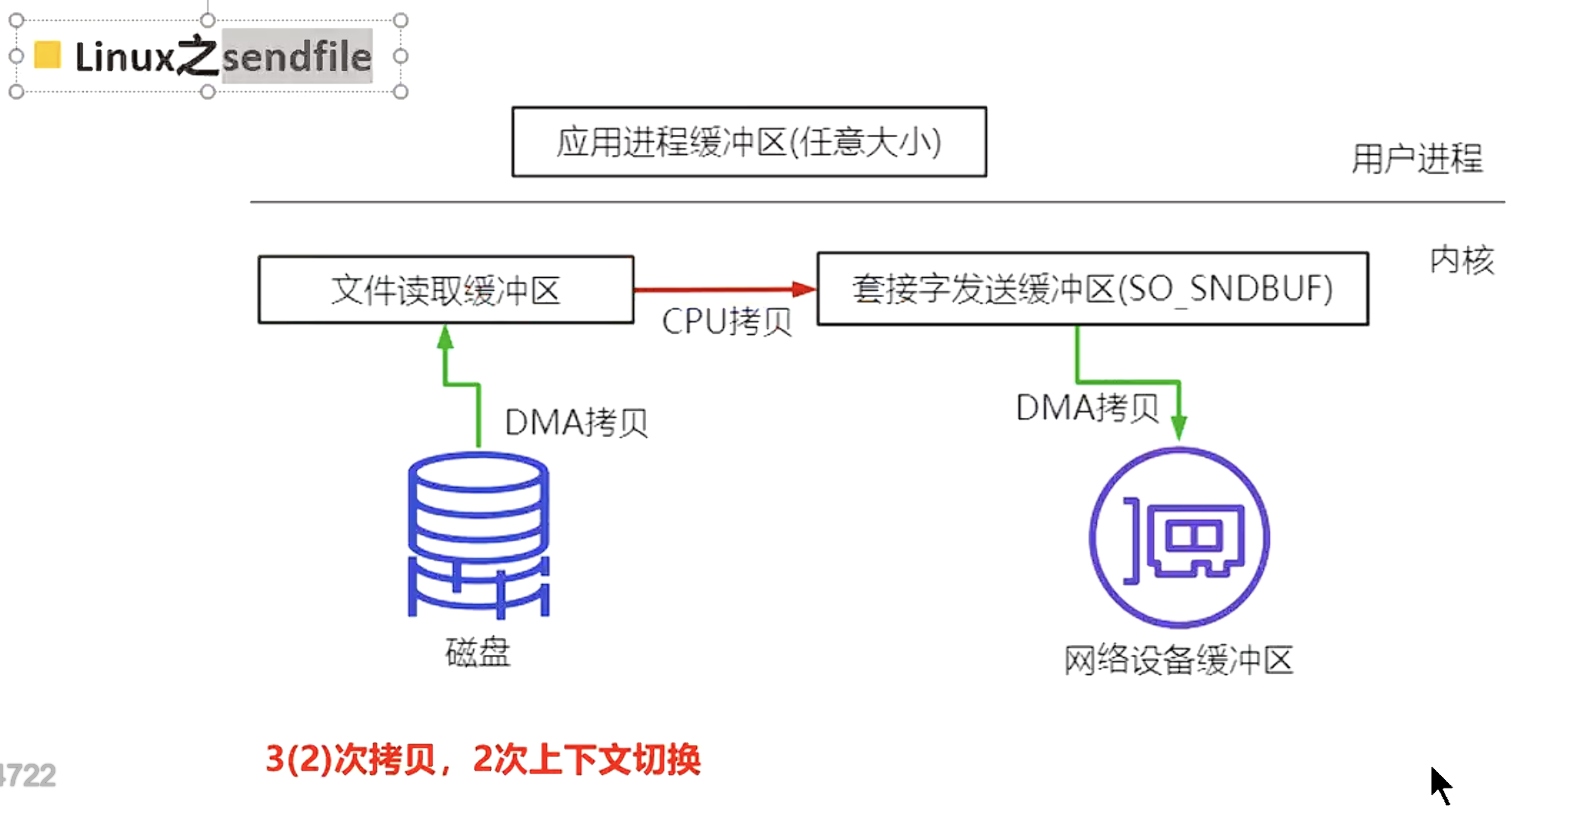 Linux之sendfile
应用进程缓冲区(任意大小)
用户进程
内核
文件读取缓冲区
套接字发送缓冲区(SO_SNDBUF)
CPU拷贝
DMA拷贝
DMA拷贝
磁盘
网络设备缓冲区
3(2)次拷贝，2次上下文切换
4722